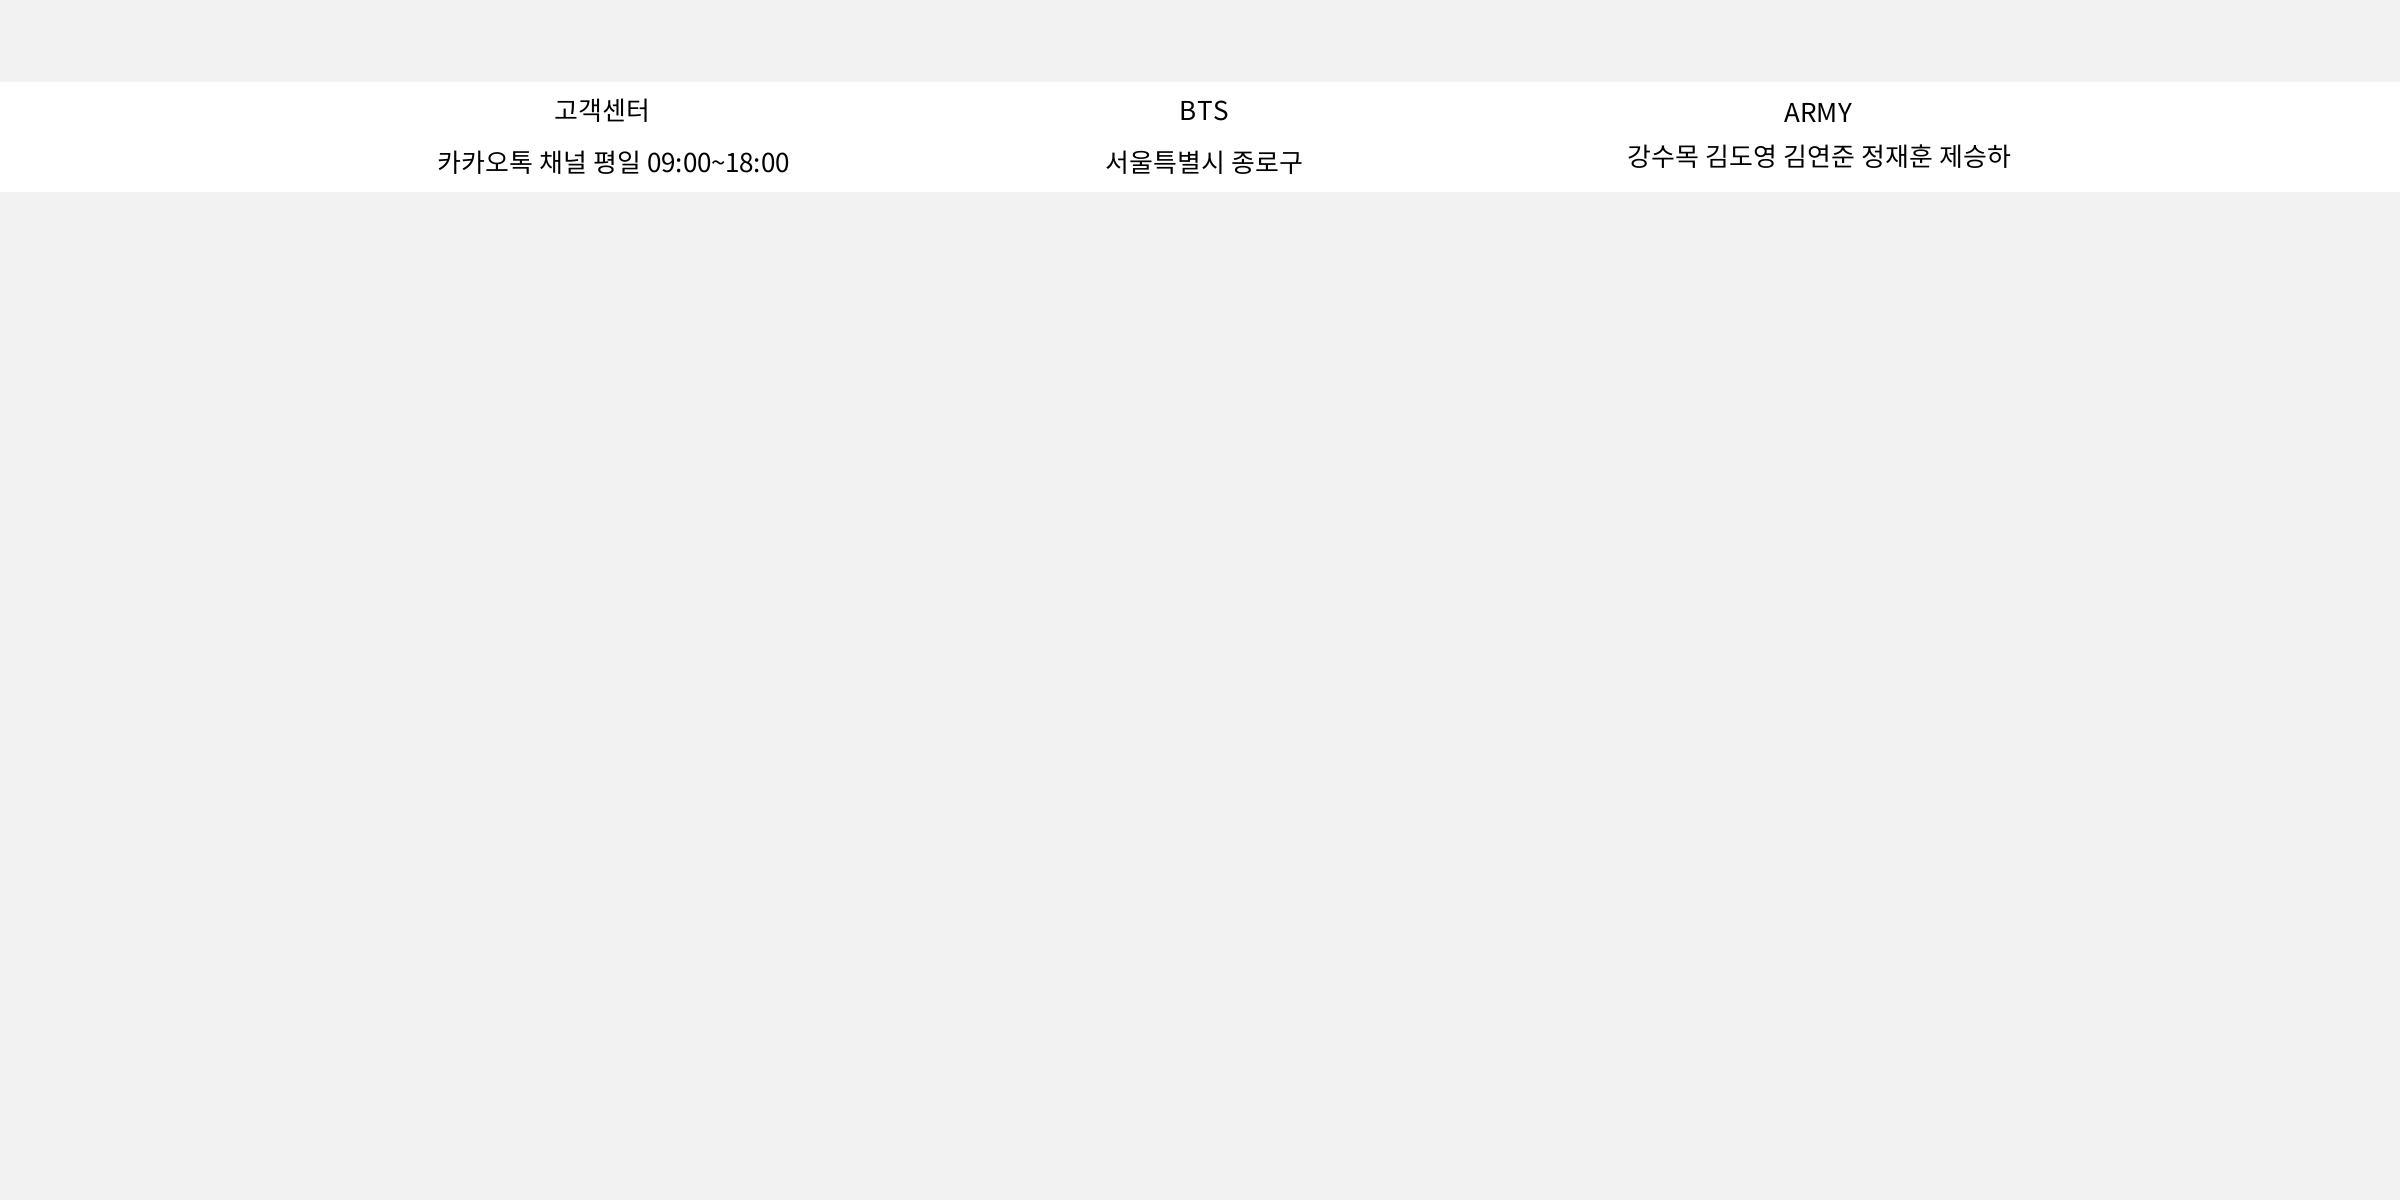 고객센터
카카오톡 채널 평일 09:00~18:00
BTS
서울특별시 종로구
ARMY
강수목 김도영 김연준 정재훈 제승하